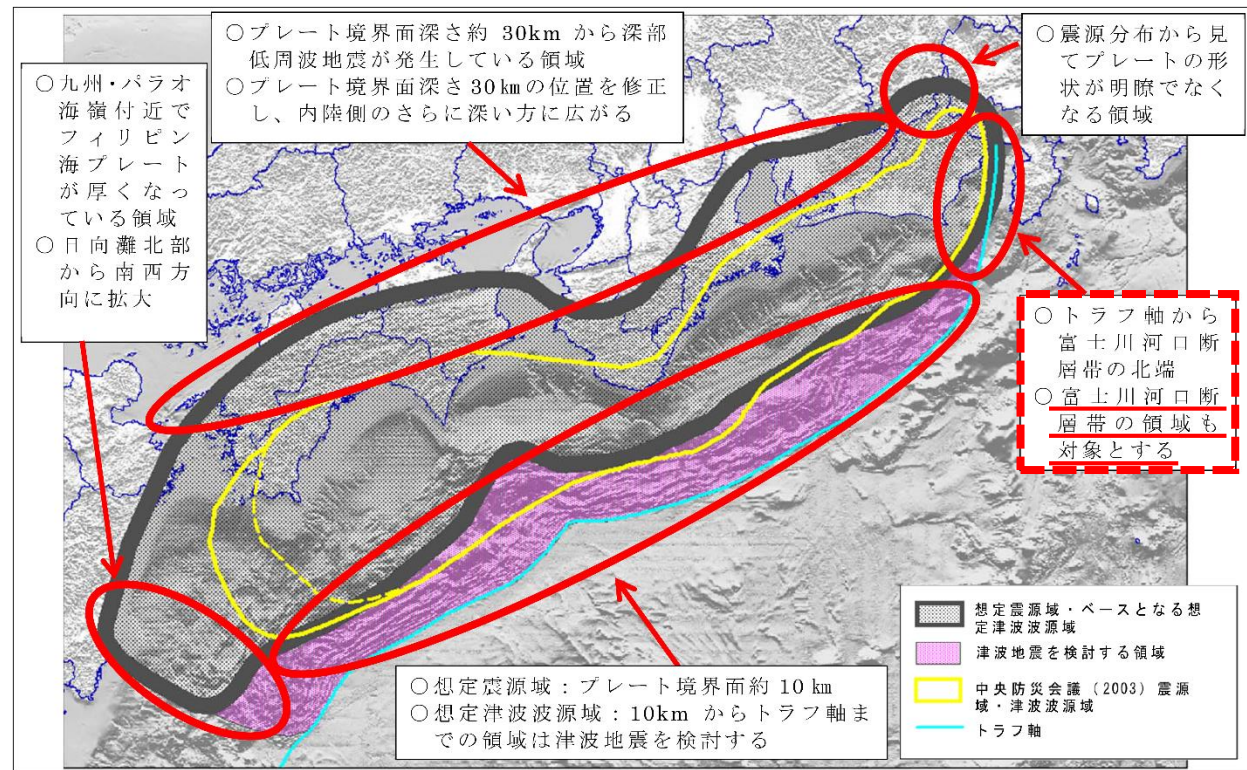 ○プレート境界面深さ約 30km から深部
低周波地震が発生している領域
○プレート境界面深さ30㎞の位置を修正
し、内陸側のさらに深い方に広がる
○震源分布から見
てプレートの形
状が明瞭でなく
なる領域
○九州・パラオ
海嶺付近で
フィリピン
海プレート
が厚くなっ
ている領域
○日向灘北部
から南西方
向に拡大
○トラフ軸から
富士川河口断
層帯の北端
○富士川河口断
層帯の領域も
対象とする
○想定震源域：プレート境界面約 10 ㎞
○想定津波波源域：10km からトラフ軸ま
での領域は津波地震を検討する
想定震源域・ベースとなる想
定津波波源域
津波地震を検討する領域
中央防災会議（2003）震源
域・津波波源域
トラフ軸